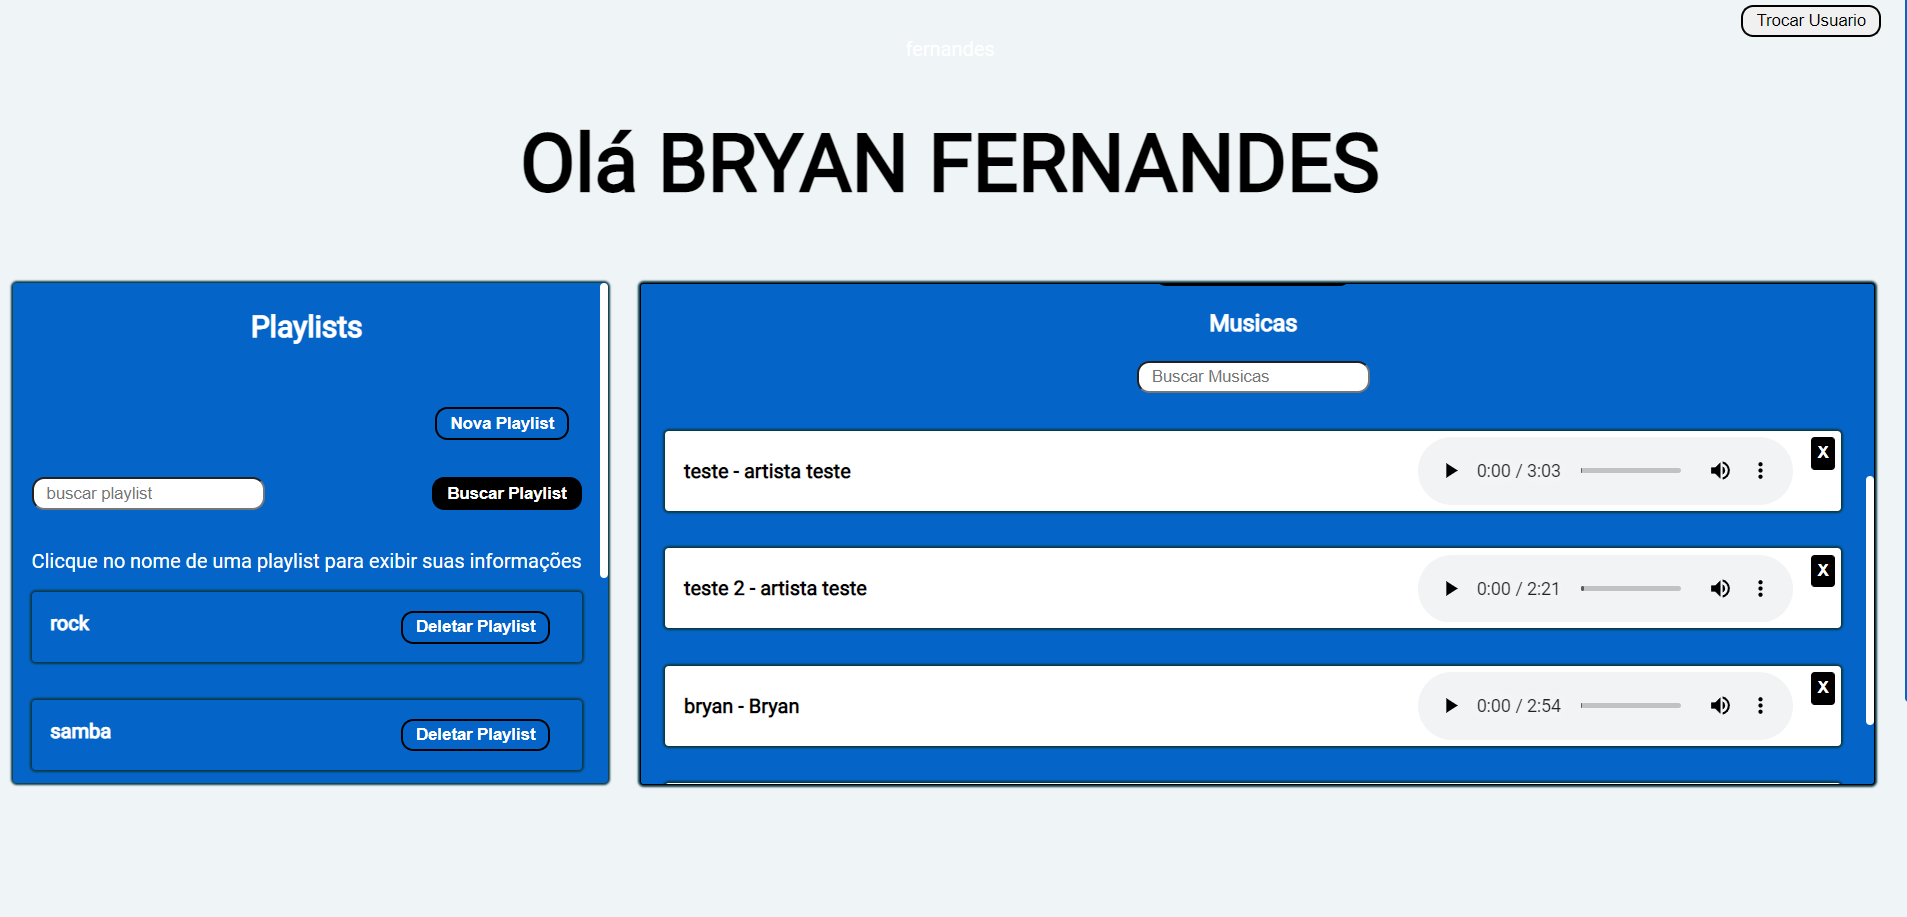 Trocar Usuario
fernandes
Olá BRYAN FERNANDES
Playlists
Nova Playlist
buscar playlist
Buscar Playlist
Clicque no nome de uma playlist para exibir suas informações
rock
Deletar Playlist
samba
Deletar Playlist
Musicas
Buscar Musicas
teste - artista teste
0:00 / 3:03
X
teste 2 - artista teste
0:00 / 2:21
X
bryan - Bryan
0:00 / 2:54
X